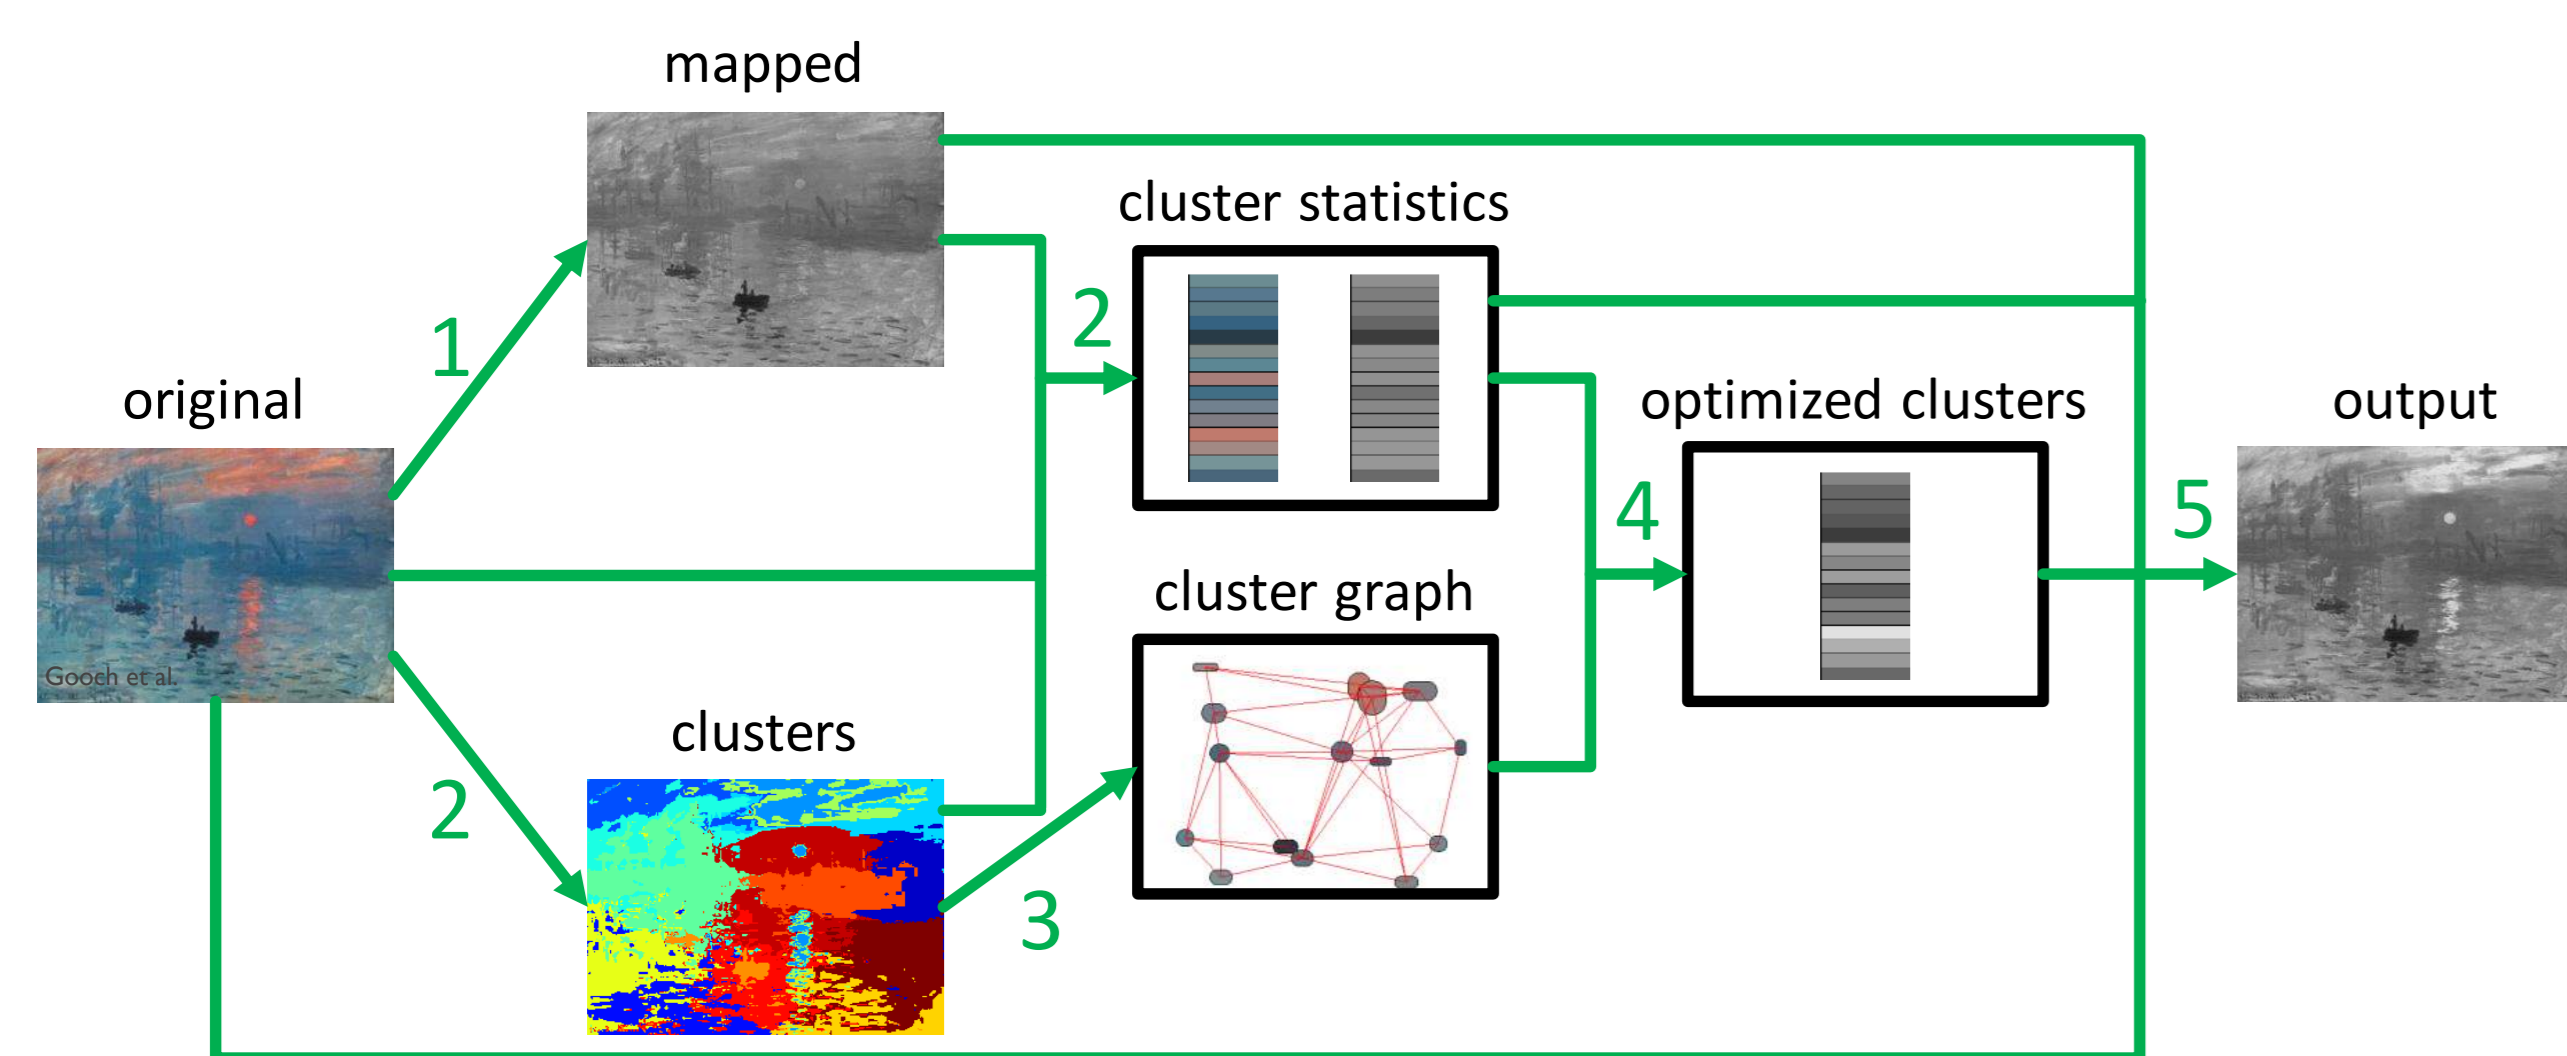 mapped
cluster statistics
2
1
original
optimized clusters
output
4
5
Gooch et al.
cluster graph
clusters
2
3